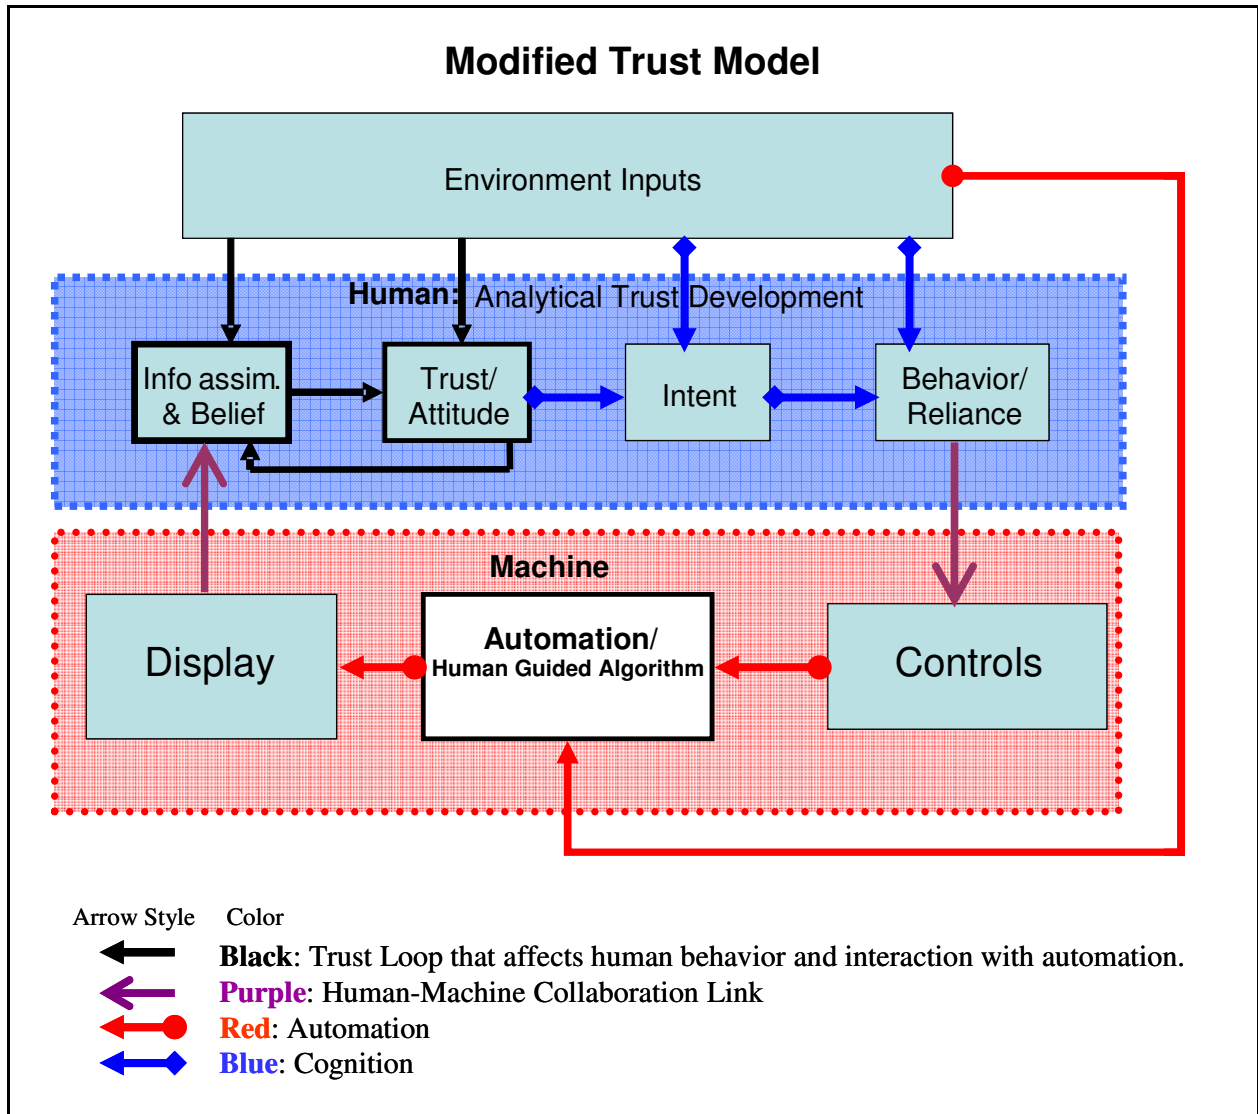 Modified Trust Model
Environment Inputs
Human: Analytical Trust Development
Info assim.
& Belief
Trust/
Attitude
Intent
Behavior/
Reliance
Machine
Display
Automation/
Human Guided Algorithm
Controls
Arrow Style Color
Black: Trust Loop that affects human behavior and interaction with automation.
Purple: Human-Machine Collaboration Link
Red: Automation
Blue: Cognition